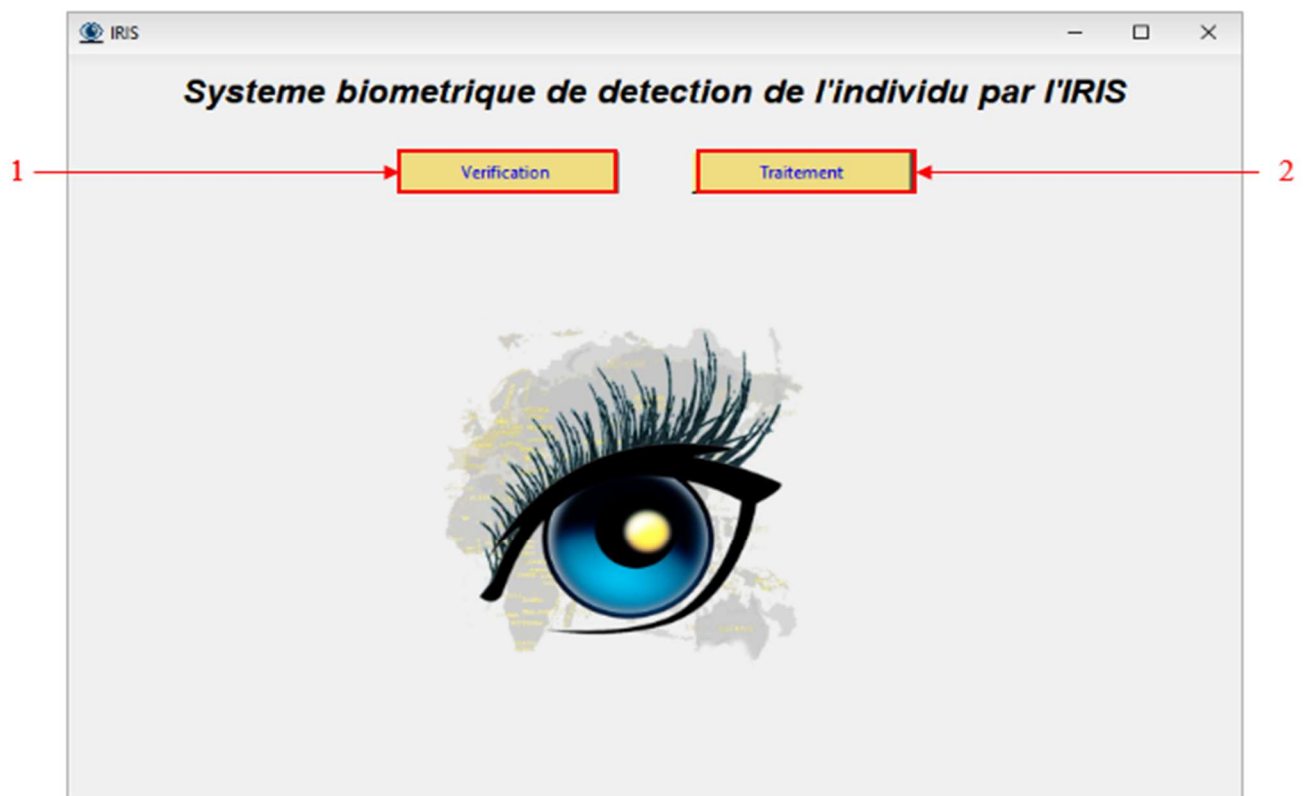 IRIS
Systeme biometrique de detection de l'individu par l'IRIS
1 Verification Traitement 2